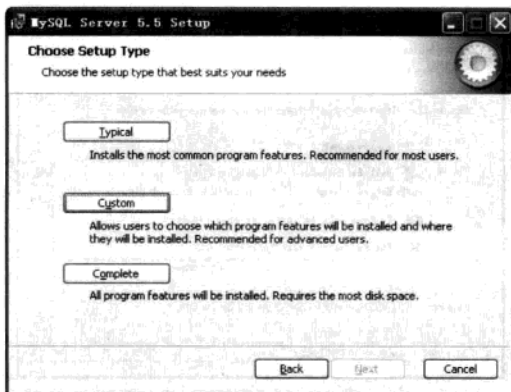 MySQL Server 5.5 Setup
Choose Setup Type
Choose the setup type that best suits your needs
Typical
Installs the most common program features. Recommended for most users.
Custom
Allows users to choose which program features will be installed and where
they will be installed. Recommended for advanced users.
Complete
All program features will be installed. Requires the most disk space.
Back Next Cancel